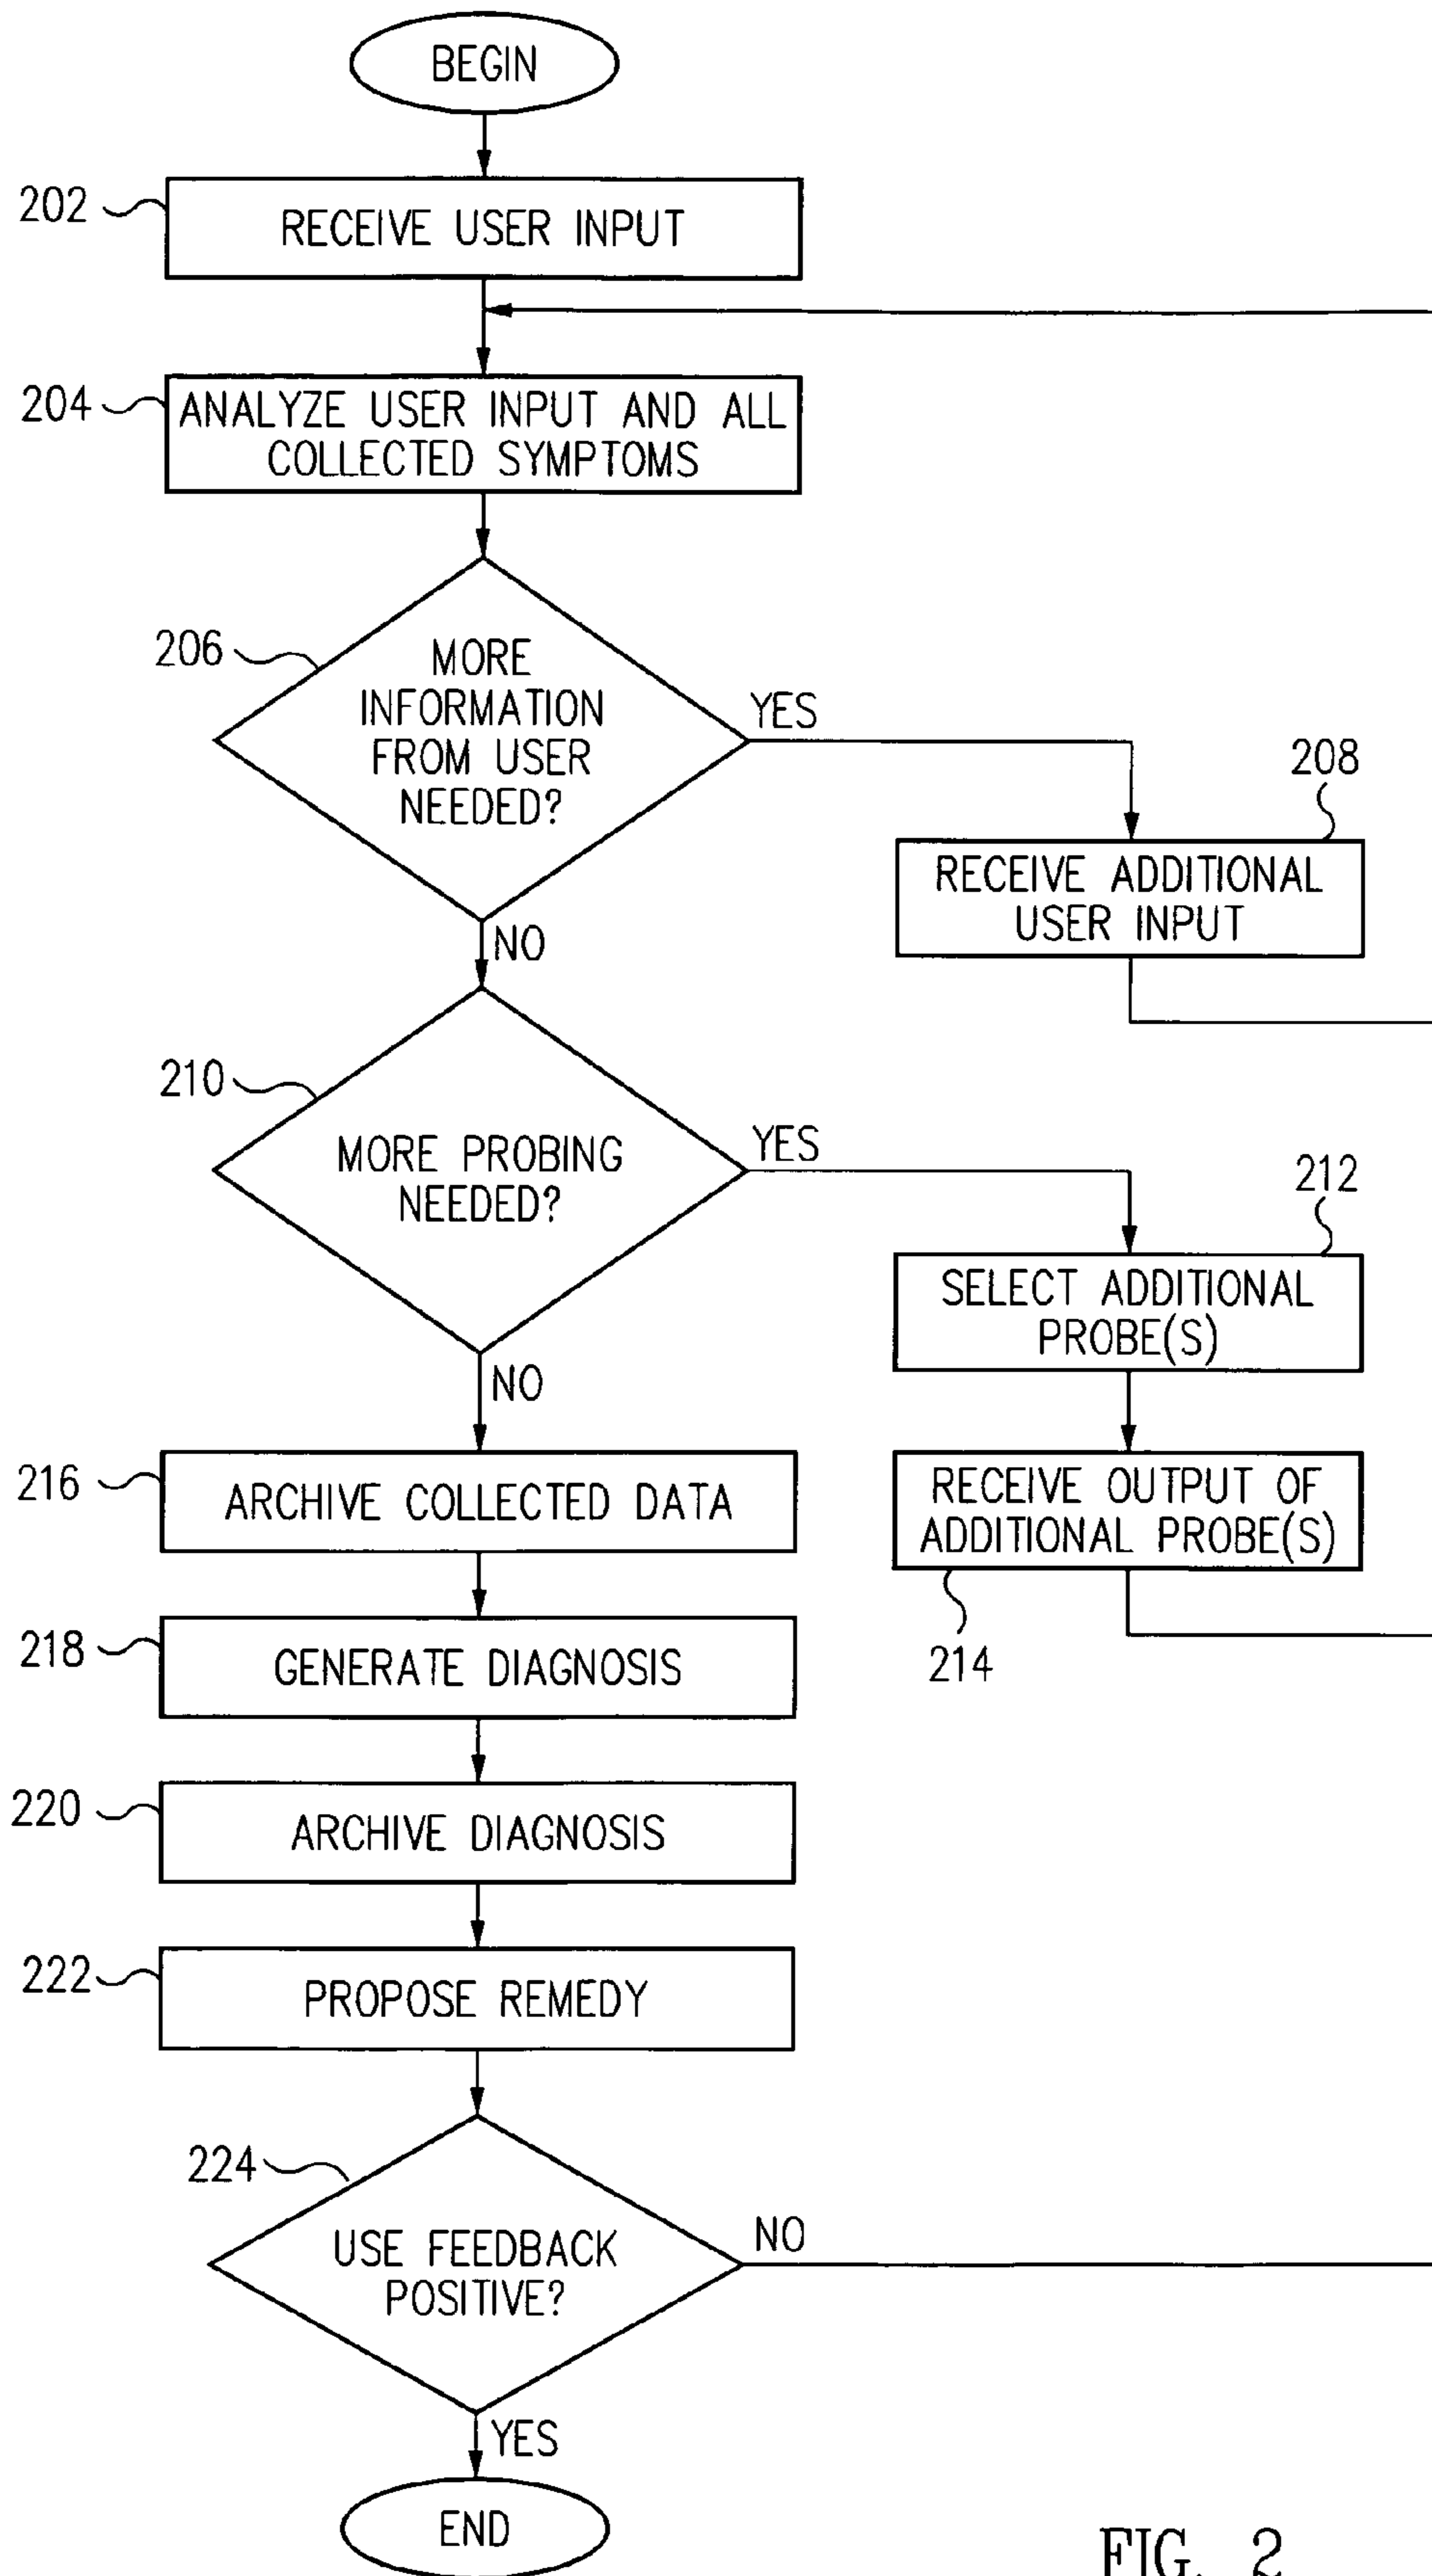 BEGIN
202
RECEIVE USER INPUT
204
ANALYZE USER INPUT AND ALL
COLLECTED SYMPTOMS
206
MORE
INFORMATION
FROM USER
NEEDED?
YES
208
RECEIVE ADDITIONAL
USER INPUT
NO
210
MORE PROBING
NEEDED?
YES
212
SELECT ADDITIONAL
PROBE(S)
NO
216
ARCHIVE COLLECTED DATA
RECEIVE OUTPUT OF
ADDITIONAL PROBE(S)
214
218
GENERATE DIAGNOSIS
220
ARCHIVE DIAGNOSIS
222
PROPOSE REMEDY
224
USE FEEDBACK
POSITIVE?
NO
YES
END
FIG. 2